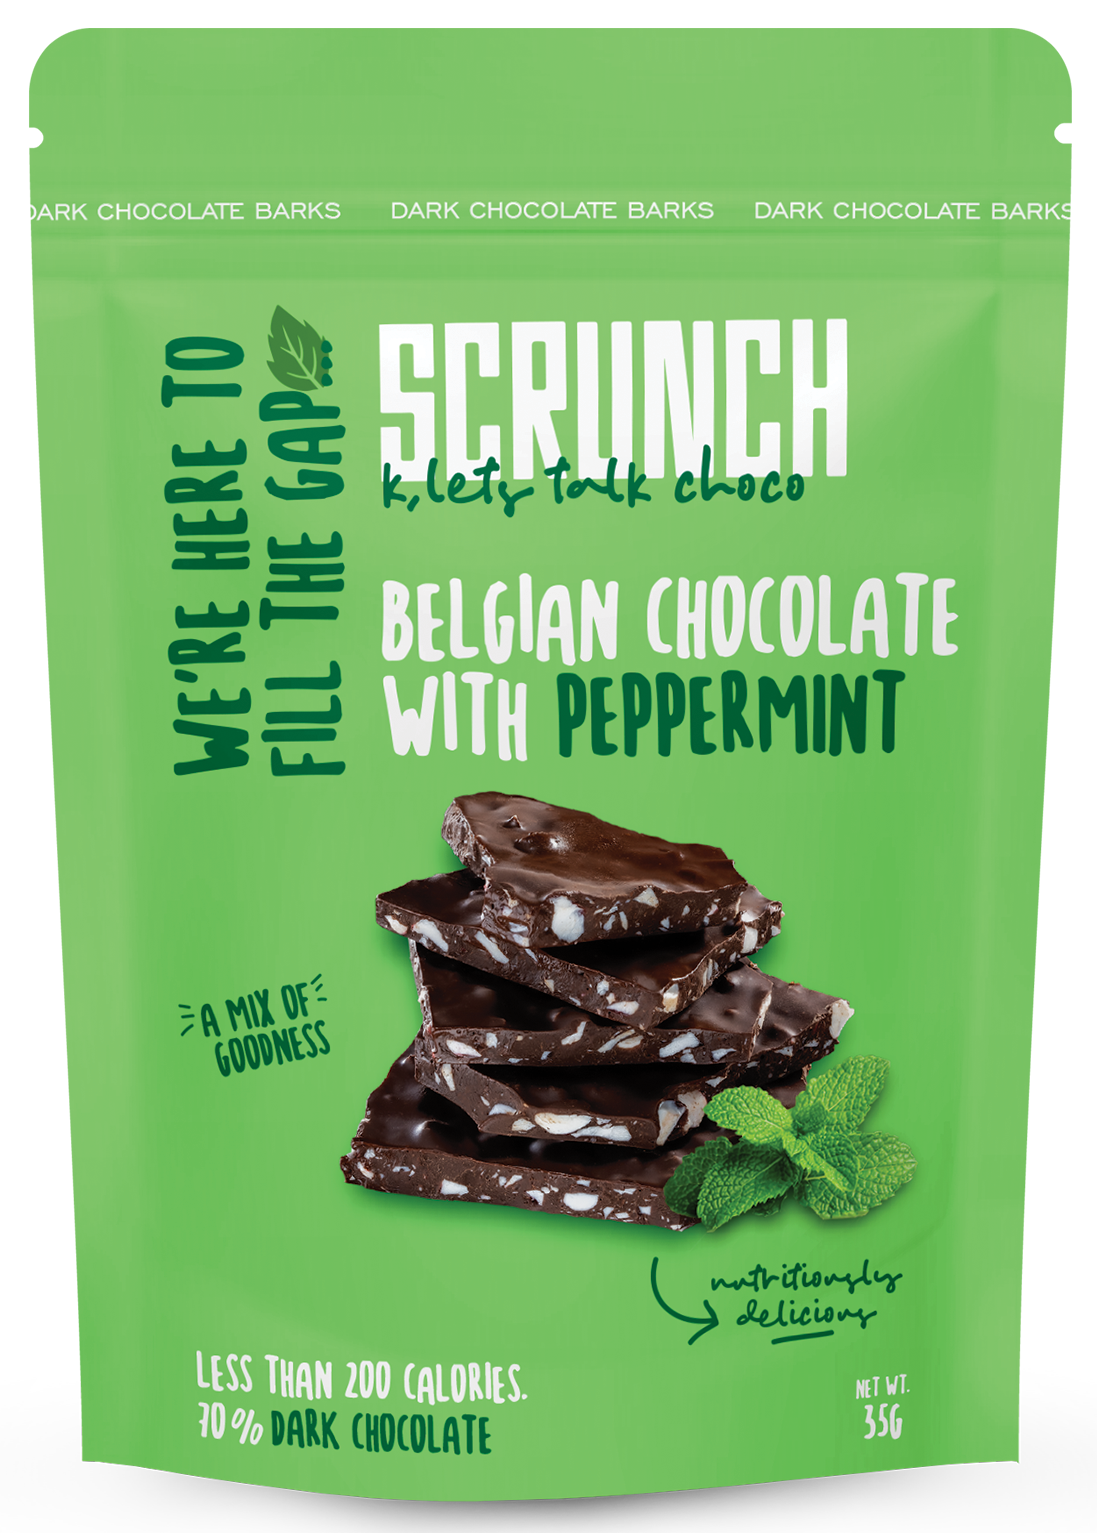 DARK CHOCOLATE BARKS DARK CHOCOLATE BARKS DARK CHOCOLATE BARKS
WE'RE HERE TO
FILL THE GAP...
SCRUNCH
k, lets talk choco
BELGIAN CHOCOLATE
WITH PEPPERMINT
A MIX OF
GOODNESS
nutritiously
delicious
LESS THAN 200 CALORIES.
70% DARK CHOCOLATE
NET WT.
35G